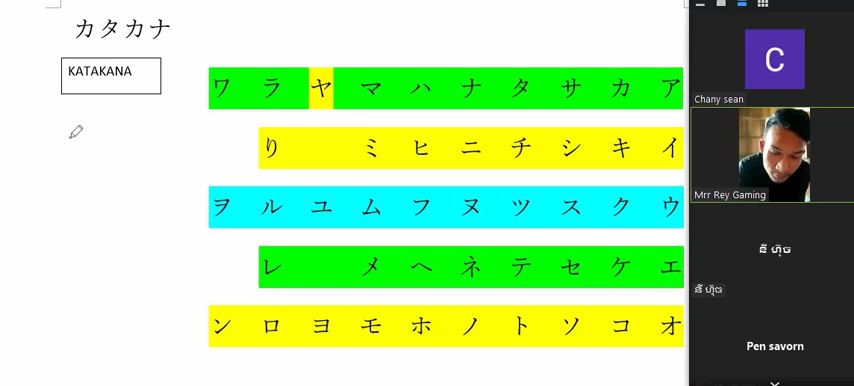 カタカナ
KATAKANA
ワ ラ ヤ マ ハ ナ タ サ カ ア
り ミ ヒ ニ チ シ キ イ
ヲ ル ユ ム フ ヌ ツ ス ク ウ
レ メ ヘ ネ テ セ ケ エ
ン ロ ヨ モ ホ ノ ト ソ コ オ
C
Chany sean
Mrr Rey Gaming
នី ហ៊ុច
នី ហ៊ុច
Pen savorn